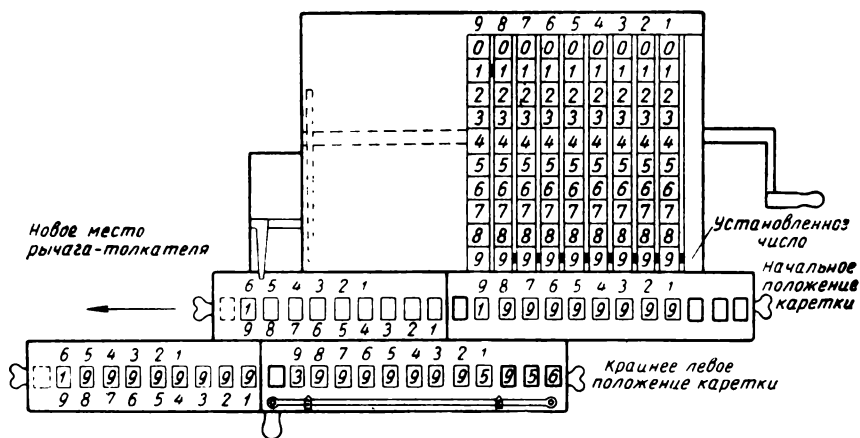 9 8 7 6 5 4 3 2 1
0 0 0 0 0 0 0 0 0
1 1 1 1 1 1 1 1 1
2 2 2 2 2 2 2 2 2
3 3 3 3 3 3 3 3 3
4 4 4 4 4 4 4 4 4
5 5 5 5 5 5 5 5 5
6 6 6 6 6 6 6 6 6
7 7 7 7 7 7 7 7 7
8 8 8 8 8 8 8 8 8
9 9 9 9 9 9 9 9 9
Новое место
рычага-толкателя
Установленноз
число
Начальное
положение
каретки
6 5 4 3 2 1
1
9 8 7 6 5 4 3 2 1
9 8 7 6 5 4 3 2 1
1 9 9 9 9 9 9 9 9
6 5 4 3 2 1
1 9 9 9 9 9 9 9 9
9 8 7 6 5 4 3 2 1
9 8 7 6 5 4 3 2 1
3 9 9 9 9 9 9 9 5 9 5 6
Крайнее левое
положение каретки